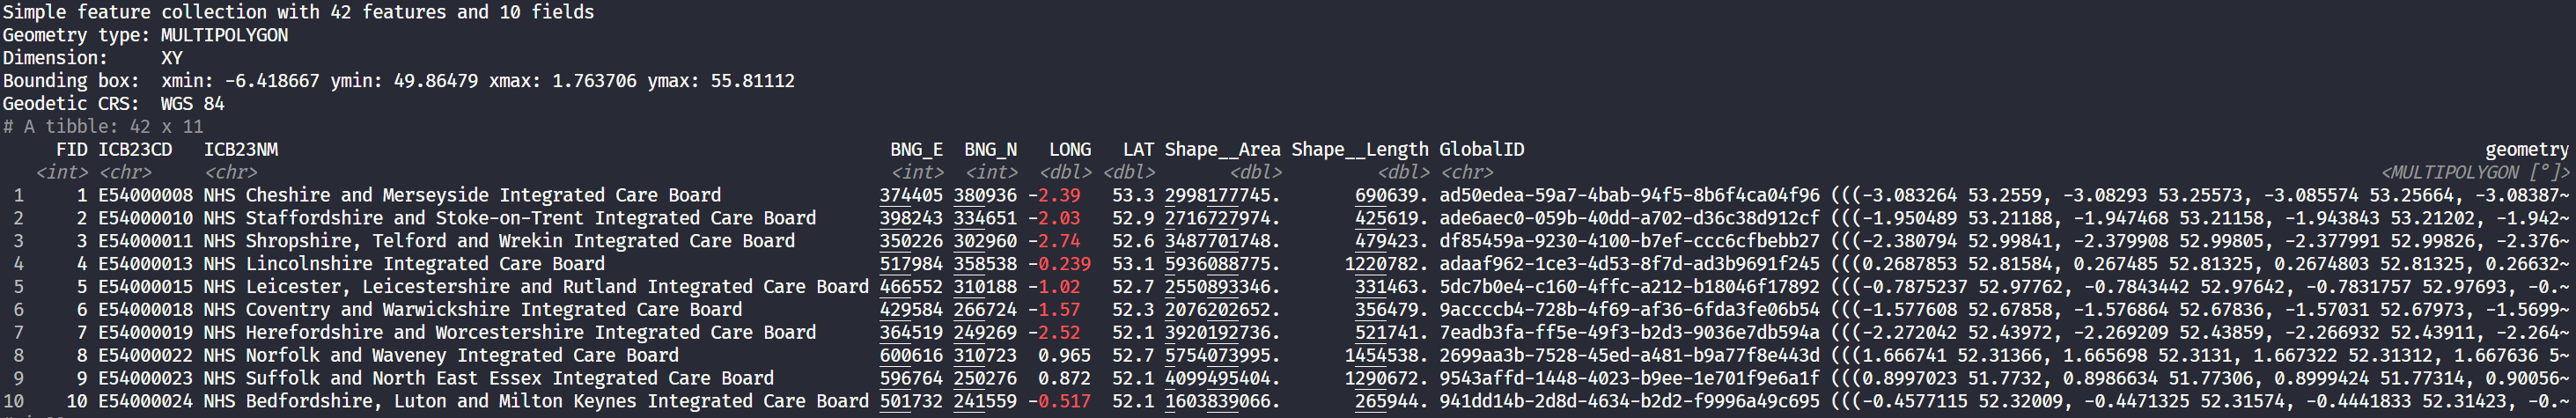 Simple feature collection with 42 features and 10 fields
Geometry type: MULTIPOLYGON
Dimension:     XY
Bounding box:  xmin: -6.418667 ymin: 49.86479 xmax: 1.763706 ymax: 55.81112
Geodetic CRS:  WGS 84
# A tibble: 42 x 11
FID ICB23CD ICB23NM BNG_E BNG_N LONG LAT Shape__Area Shape__Length GlobalID geometry
<int> <chr> <chr> <int> <int> <dbl> <dbl> <dbl> <dbl> <chr> <MULTIPOLYGON [°]>
1 1 E54000008 NHS Cheshire and Merseyside Integrated Care Board 374405 380936 -2.39 53.3 2998177745. 690639. ad50edea-59a7-4bab-94f5-8b6f4ca04f96 (((-3.083264 53.2559, -3.08293 53.25573, -3.085574 53.25664, -3.08387~
2 2 E54000010 NHS Staffordshire and Stoke-on-Trent Integrated Care Board 398243 334651 -2.03 52.9 2716727974. 425619. ade6aec0-059b-40dd-a702-d36c38d912cf (((-1.950489 53.21188, -1.947468 53.21158, -1.943843 53.21202, -1.942~
3 3 E54000011 NHS Shropshire, Telford and Wrekin Integrated Care Board 350226 302960 -2.74 52.6 3487701748. 479423. df85459a-9230-4100-b7ef-ccc6cfbebb27 (((-2.380794 52.99841, -2.379908 52.99805, -2.377991 52.99826, -2.376~
4 4 E54000013 NHS Lincolnshire Integrated Care Board 517984 358538 -0.239 53.1 5936088775. 1220782. adaaf962-1ce3-4d53-8f7d-ad3b9691f245 (((0.2687853 52.81584, 0.267485 52.81325, 0.2674803 52.81325, 0.26632~
5 5 E54000015 NHS Leicester, Leicestershire and Rutland Integrated Care Board 466552 310188 -1.02 52.7 2550893346. 331463. 5dc7b0e4-c160-4ffc-a212-b18046f17892 (((-0.7875237 52.97762, -0.7843442 52.97642, -0.7831757 52.97693, -0.~
6 6 E54000018 NHS Coventry and Warwickshire Integrated Care Board 429584 266724 -1.57 52.3 2076202652. 356479. 9accccb4-728b-4f69-af36-6fda3fe06b54 (((-1.577608 52.67858, -1.576864 52.67836, -1.57031 52.67973, -1.5699~
7 7 E54000019 NHS Herefordshire and Worcestershire Integrated Care Board 364519 249269 -2.52 52.1 3920192736. 521741. 7eadb3fa-ff5e-49f3-b2d3-9036e7db594a (((-2.272042 52.43972, -2.269209 52.43859, -2.266932 52.43911, -2.264~
8 8 E54000022 NHS Norfolk and Waveney Integrated Care Board 600616 310723 0.965 52.7 5754073995. 1454538. 2699aa3b-7528-45ed-a481-b9a77f8e443d (((1.666741 52.31366, 1.665698 52.3131, 1.667322 52.31312, 1.667636 5~
9 9 E54000023 NHS Suffolk and North East Essex Integrated Care Board 596764 250276 0.872 52.1 4099495404. 1290672. 9543affd-1448-4023-b9ee-1e701f9e6a1f (((0.8997023 51.7732, 0.8986634 51.77306, 0.8999424 51.77314, 0.90056~
10 10 E54000024 NHS Bedfordshire, Luton and Milton Keynes Integrated Care Board 501732 241559 -0.517 52.1 1603839066. 265944. 941dd14b-2d8d-4634-b2d2-f9996a49c695 (((-0.4577115 52.32009, -0.4471325 52.31574, -0.4441833 52.31423, -0.~